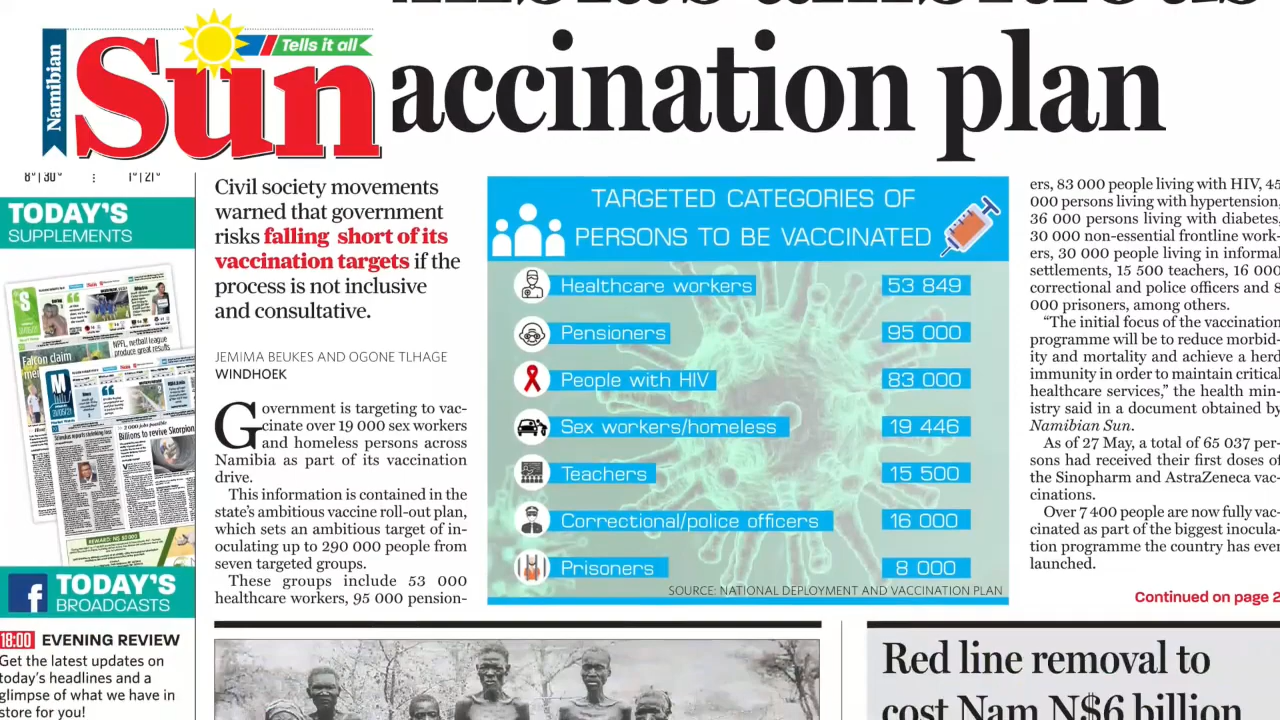 accination plan
Namibian
Sun
Tells it all
TODAY'S
SUPPLEMENTS
Falcon claim
NPFL, netball league
produce great results
Billions to revive Skorpion
TODAY'S
BROADCASTS
18:00 EVENING REVIEW
Get the latest updates on
today's headlines and a
glimpse of what we have in
store for you!
Civil society movements
warned that government
risks falling short of its
vaccination targets if the
process is not inclusive
and consultative.
JEMIMA BEUKES AND OGONE TLHAGE
WINDHOEK
Government is targeting to vac-
cinate over 19 000 sex workers
and homeless persons across
Namibia as part of its vaccination
drive.
This information is contained in the
state's ambitious vaccine roll-out plan,
which sets an ambitious target of in-
oculating up to 290 000 people from
seven targeted groups.
These groups include 53 000
healthcare workers, 95 000 pension-
TARGETED CATEGORIES OF
PERSONS TO BE VACCINATED
Healthcare workers 53 849
Pensioners 95 000
People with HIV 83 000
Sex workers/homeless 19 446
Teachers 15 500
Correctional/police officers 16 000
Prisoners 8 000
SOURCE: NATIONAL DEPLOYMENT AND VACCINATION PLAN
ers, 83 000 people living with HIV, 45
000 persons living with hypertension,
36 000 persons living with diabetes,
30 000 non-essential frontline work-
ers, 30 000 people living in informal
settlements, 15 500 teachers, 16 000
correctional and police officers and 8
000 prisoners, among others.
"The initial focus of the vaccination
programme will be to reduce morbid-
ity and mortality and achieve a herd
immunity in order to maintain critical
healthcare services," the health min-
istry said in a document obtained by
Namibian Sun.
As of 27 May, a total of 65 037 per-
sons had received their first doses of
the Sinopharm and AstraZeneca vac-
cinations.
Over 7 400 people are now fully vac-
cinated as part of the biggest inocula-
tion programme the country has ever
launched.
Continued on page 2
Red line removal to
cost Nam N$6 billion